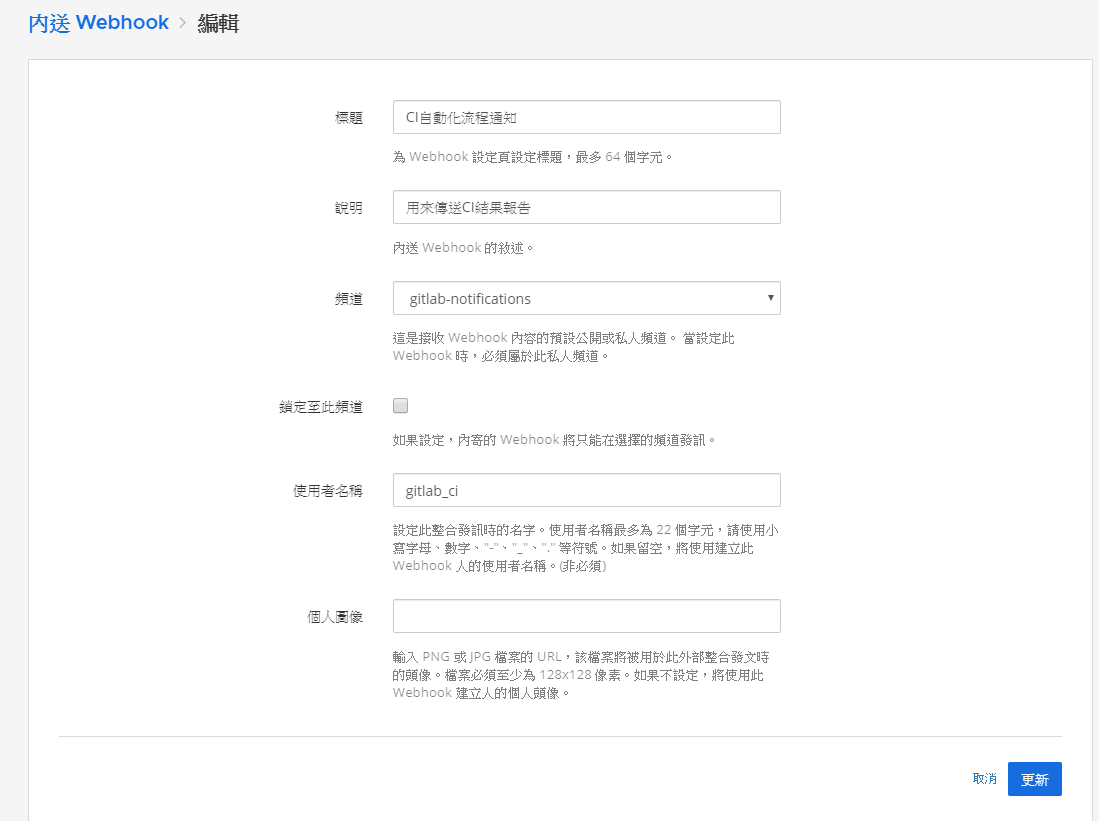 內送 Webhook > 編輯
標題
CI自動化流程通知
為 Webhook 設定頁設定標題，最多 64 個字元。
說明
用來傳送CI結果報告
內送 Webhook 的敘述。
頻道
gitlab-notifications
這是接收 Webhook 內容的預設公開或私人頻道。 當設定此
Webhook 時，必須屬於此私人頻道。
鎖定至此頻道
如果設定，內寄的 Webhook 將只能在選擇的頻道發訊。
使用者名稱
gitlab_ci
設定此整合發訊時的名字。使用者名稱最多為 22 個字元，請使用小
寫字母、數字、"-"、"_"、"." 等符號。如果留空，將使用建立此
Webhook 人的使用者名稱。(非必須)
個人圖像
輸入 PNG 或 JPG 檔案的 URL，該檔案將被用於此外部整合發文時
的頭像。檔案必須至少為 128x128 像素。如果不設定，將使用此
Webhook 建立人的個人頭像。
取消
更新